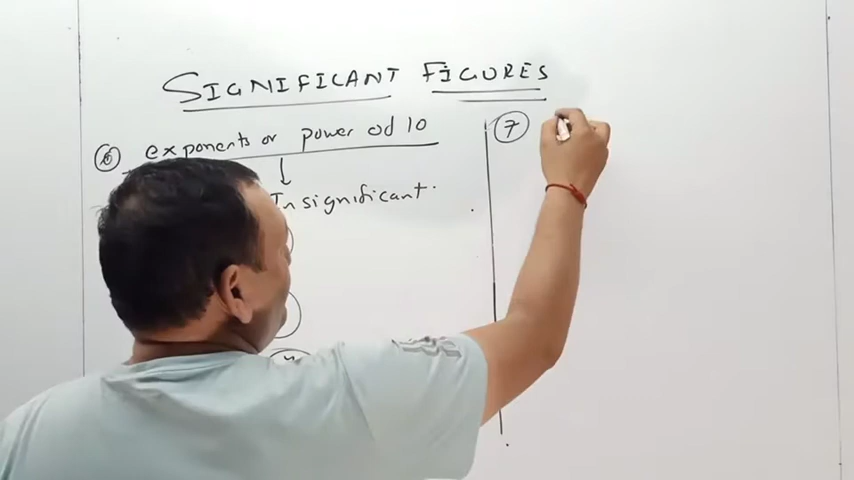 SIGNIFICANT FIGURES
6 exponents or power od 10
Insignificant.
7